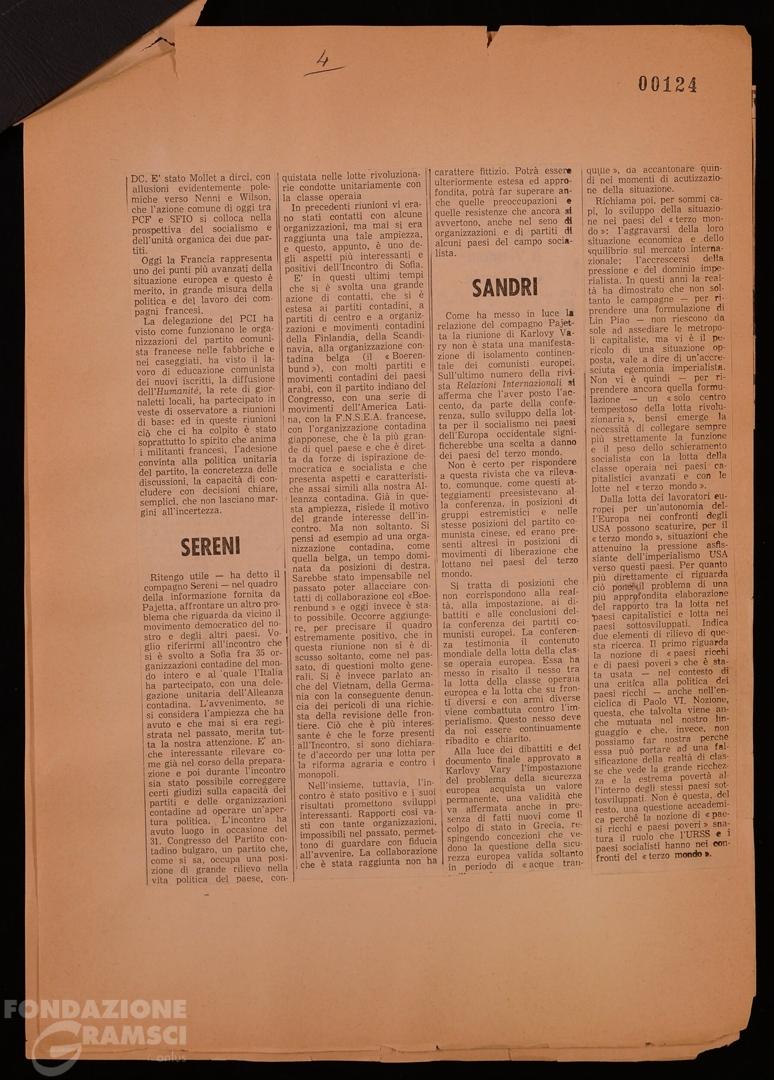 4
00124
DC. E' stato Mollet a dirci, con
allusioni evidentemente pole-
miche verso Nenni e Wilson,
che l'azione comune di oggi tra
PCF e SFIO si colloca nella
prospettiva del socialismo e
dell'unità organica dei due par-
titi.
Oggi la Francia rappresenta
uno dei punti più avanzati della
situazione europea e questo è
merito, in grande misura della
politica e del lavoro dei com-
pagni francesi.
La delegazione del PCI ha
visto come funzionano le orga-
nizzazioni del partito comuni-
sta francese nelle fabbriche e
nei caseggiati, ha visto il la-
voro di educazione comunista
dei nuovi iscritti, la diffusione
dell'Humanité, la rete di gior-
naletti locali, ha partecipato in
veste di osservatore a riunioni
di base: ed in queste riunioni
ciò che ci ha colpito è stato
soprattutto lo spirito che anima
i militanti francesi, l'adesione
convinta alla politica unitaria
del partito, la concretezza delle
discussioni, la capacità di con-
cludere con decisioni chiare,
semplici, che non lasciano mar-
gini all'incertezza.
SERENI
Ritengo utile — ha detto il
compagno Sereni — nel quadro
della informazione fornita da
Pajetta, affrontare un altro pro-
blema che riguarda da vicino il
movimento democratico del no-
stro e degli altri paesi. Vo-
glio riferirmi all'incontro che
si è svolto a Sofia fra 35 or-
ganizzazioni contadine del mon-
do intero e al quale l'Italia
ha partecipato, con una dele-
gazione unitaria dell'Alleanza
contadina. L'avvenimento, se
si considera l'ampiezza che ha
avuto e che mai si era regi-
strata nel passato, merita tut-
ta la nostra attenzione. E' an-
che interessante rilevare co-
me già nel corso della prepara-
zione e poi durante l'incontro
sia stato possibile correggere
certi giudizi sulla capacità dei
partiti e delle organizzazioni
contadine ad operare un'aper-
tura politica. L'incontro ha
avuto luogo in occasione del
31. Congresso del Partito con-
tadino bulgaro, un partito che,
come si sa, occupa una posi-
zione di grande rilievo nella
vita politica del paese, con-
quistata nelle lotte rivoluziona-
rie condotte unitariamente con
la classe operaia
In precedenti riunioni vi era-
no stati contatti con alcune
organizzazioni, ma mai si era
raggiunta una tale ampiezza,
e questo, appunto, è uno de-
gli aspetti più interessanti e
positivi dell'Incontro di Sofia.
E' in questi ultimi tempi
che si è svolta una grande
azione di contatti, che si è
estesa ai partiti contadini, a
partiti di centro e a organiz-
zazioni e movimenti contadini
della Finlandia, della Scandi-
navia, alla organizzazione con-
tadina belga (il « Boeren-
bund »), con molti partiti e
movimenti contadini dei paesi
arabi, con il partito indiano del
Congresso, con una serie di
movimenti dell'America Lati-
na, con la F.N.S.E.A. francese,
con l'organizzazione contadina
giapponese, che è la più gran-
de di quel paese e che è diret-
ta da forze di ispirazione de-
mocratica e socialista e che
presenta aspetti e caratteristi-
che assai simili alla nostra Al-
leanza contadina. Già in que-
sta ampiezza, risiede il motivo
del grande interesse dell'in-
contro. Ma non soltanto. Si
pensi ad esempio ad una orga-
nizzazione contadina, come
quella belga, un tempo domi-
nata da posizioni di destra.
Sarebbe stato impensabile nel
passato poter allacciare con-
tatti di collaborazione col «Boe-
renbund » e oggi invece è sta-
to possibile. Occorre aggiunge-
re, per precisare il quadro
estremamente positivo, che in
questa riunione non si è di-
scusso soltanto, come nel pas-
sato, di questioni molto gene-
rali. Si è invece parlato an-
che del Vietnam, della Germa-
nia con la conseguente denun-
cia dei pericoli di una richie-
sta della revisione delle fron-
tiere. Ciò che è più interes-
sante è che le forze presenti
all'Incontro, si sono dichiara-
te d'accordo per una lotta per
la riforma agraria e contro i
monopoli.
Nell'insieme, tuttavia, l'in-
contro è stato positivo e i suoi
risultati promettono sviluppi
interessanti. Rapporti così va-
sti con tante organizzazioni,
impossibili nel passato, permet-
tono di guardare con fiducia
all'avvenire. La collaborazione
che è stata raggiunta non ha
carattere fittizio. Potrà essere
ulteriormente estesa ed appro-
fondita, potrà far superare an-
che quelle preoccupazioni e
quelle resistenze che ancora si
avvertono, anche nel seno di
organizzazioni e di partiti di
alcuni paesi del campo socia-
lista.
SANDRI
Come ha messo in luce la
relazione del compagno Pajet-
ta la riunione di Karlovy Va-
ry non è stata una manifesta-
zione di isolamento continen-
tale dei comunisti europei.
Sull'ultimo numero della rivi-
sta Relazioni Internazionali si
afferma che l'aver posto l'ac-
cento, da parte della confe-
renza, sullo sviluppo della lot-
ta per il socialismo nei paesi
dell'Europa occidentale signi-
ficherebbe una scelta a danno
dei paesi del terzo mondo.
Non è certo per rispondere
a questa rivista che va rileva-
to, comunque, come questi at-
teggiamenti preesistevano al-
la conferenza, in posizioni di
gruppi estremistici e nelle
stesse posizioni del partito co-
munista cinese, ed erano pre-
senti altresì in posizioni di
movimenti di liberazione che
lottano nei paesi del terzo
mondo.
Si tratta di posizioni che
non corrispondono alla real-
tà, alla impostazione, ai di-
battiti e alle conclusioni del-
la conferenza dei partiti co-
munisti europei. La conferen-
za testimonia il contenuto
mondiale della lotta della clas-
se operaia europea. Essa ha
messo in risalto il nesso tra
la lotta della classe operaia
europea e la lotta che su fron-
ti diversi e con armi diverse
viene combattuta contro l'im-
perialismo. Questo nesso deve
da noi essere continuamente
ribadito e chiarito.
Alla luce dei dibattiti e del
documento finale approvato a
Karlovy Vary l'impostazione
del problema della sicurezza
europea acquista un valore
permanente, una validità che
va affermata anche in pre-
senza di fatti nuovi come il
colpo di stato in Grecia, re-
spingendo concezioni che ve-
dono la questione della sicu-
rezza europea valida soltanto
in periodo di « acque tran-
quille », da accantonare quin-
di nei momenti di acutizzazio-
ne della situazione.
Richiama poi, per sommi ca-
pi, lo sviluppo della situazio-
ne nei paesi del « terzo mon-
do »: l'aggravarsi della loro
situazione economica e dello
squilibrio sul mercato interna-
zionale; l'accrescersi della
pressione e del dominio impe-
rialista. In questi anni la real-
tà ha dimostrato che non sol-
tanto le campagne — per ri-
prendere una formulazione di
Lin Piao — non riescono da
sole ad assediare le metropo-
li capitaliste, ma vi è il pe-
ricolo di una situazione op-
posta, vale a dire di un'accre-
sciuta egemonia imperialista.
Non vi è quindi — per ri-
prendere ancora quella formu-
lazione — un « solo centro
tempestoso della lotta rivolu-
zionaria », bensì emerge la
necessità di collegare sempre
più strettamente la funzione
e il peso dello schieramento
socialista con la lotta della
classe operaia nei paesi ca-
pitalistici avanzati e con le
lotte nel « terzo mondo ».
Dalla lotta dei lavoratori eu-
ropei per un'autonomia del-
l'Europa nei confronti degli
USA possono scaturire, per il
« terzo mondo », situazioni che
attenuino la pressione asfis-
siante dell'imperialismo USA
verso questi paesi. Per quanto
più direttamente ci riguarda
ciò pone il problema di una
più approfondita elaborazione
del rapporto tra la lotta nei
paesi capitalistici e lotta nei
paesi sottosviluppati. Indica
due elementi di rilievo di que-
sta ricerca. Il primo riguarda
la nozione di « paesi ricchi
e di paesi poveri » che è sta-
ta usata — nel contesto di
una critica alla politica dei
paesi ricchi — anche nell'en-
ciclica di Paolo VI. Nozione,
questa, che talvolta viene an-
che mutuata nel nostro lin-
guaggio e che, invece, non
possiamo far nostra perchè
essa può portare ad una fal-
sificazione della realtà di clas-
se che vede la grande ricchez-
za e la estrema povertà al-
l'interno degli stessi paesi sot-
tosviluppati. Non è questa, del
resto, una questione accademi-
ca perchè la nozione di « pae-
si ricchi e paesi poveri » sna-
tura il ruolo che l'URSS e i
paesi socialisti hanno nei con-
fronti del « terzo mondo ».
FONDAZIONE
GRAMSCI
onlus